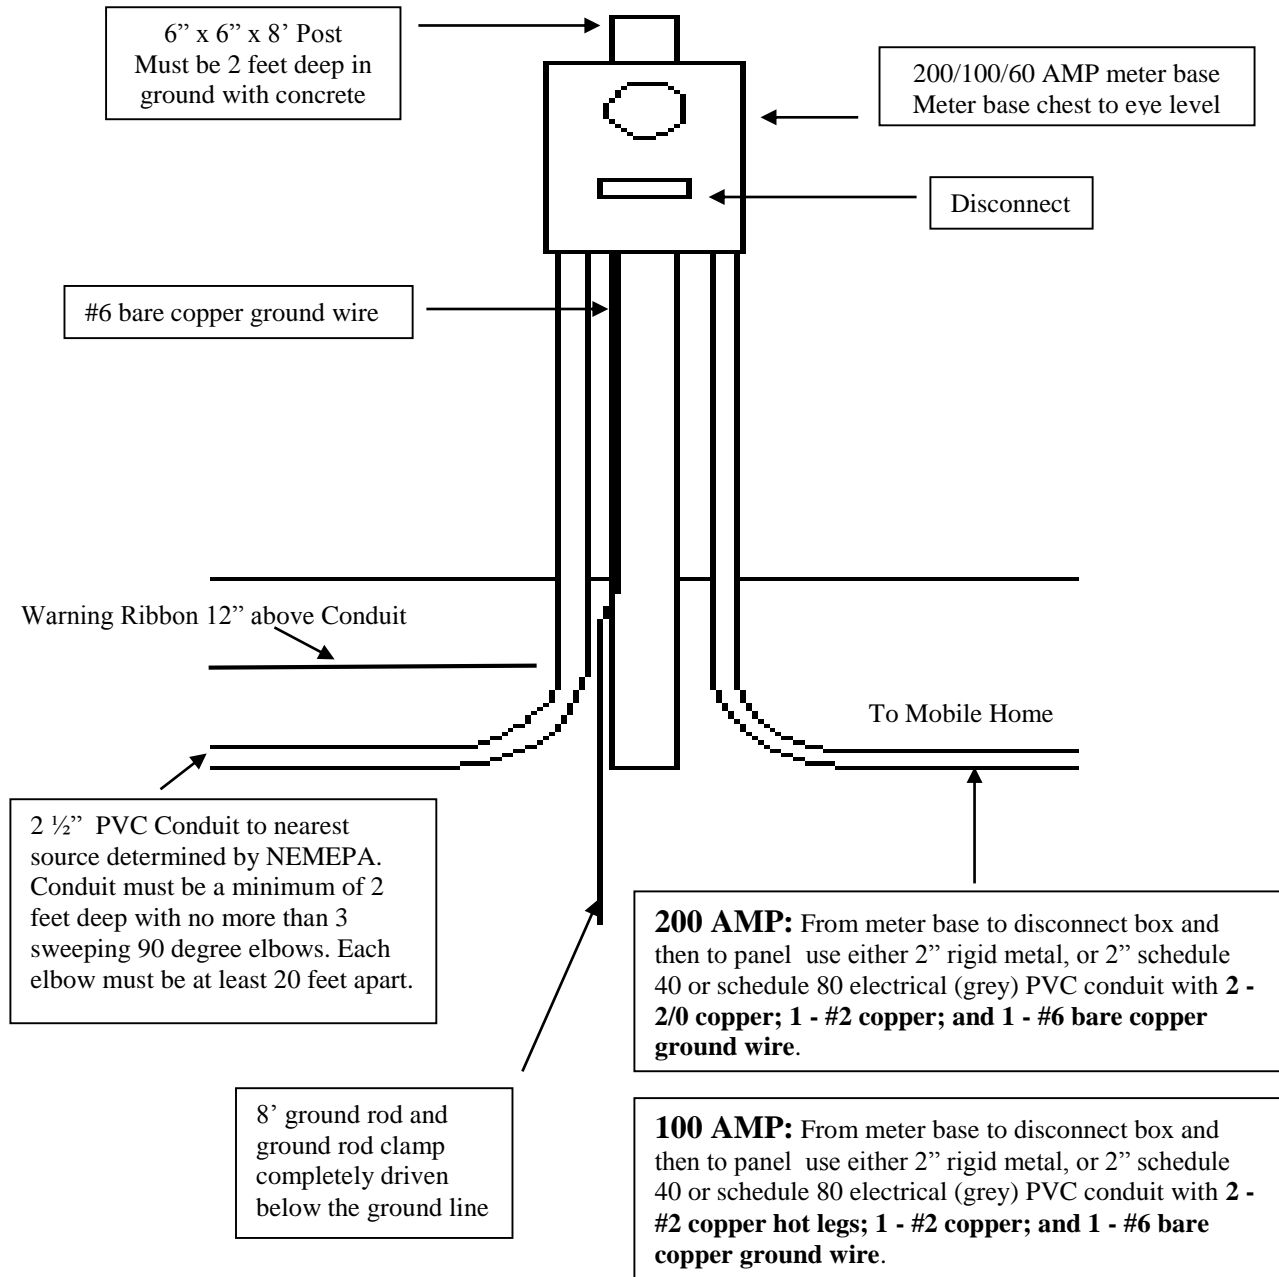 6” x 6” x 8’ Post
Must be 2 feet deep in
ground with concrete
200/100/60 AMP meter base
Meter base chest to eye level
Disconnect
#6 bare copper ground wire
Warning Ribbon 12” above Conduit
To Mobile Home
2 ½”  PVC Conduit to nearest
source determined by NEMEPA.
Conduit must be a minimum of 2
feet deep with no more than 3
sweeping 90 degree elbows. Each
elbow must be at least 20 feet apart.
200 AMP: From meter base to disconnect box and
then to panel  use either 2” rigid metal, or 2” schedule
40 or schedule 80 electrical (grey) PVC conduit with 2 -
2/0 copper; 1 - #2 copper; and 1 - #6 bare copper
ground wire.
8’ ground rod and
ground rod clamp
completely driven
below the ground line
100 AMP: From meter base to disconnect box and
then to panel  use either 2” rigid metal, or 2” schedule
40 or schedule 80 electrical (grey) PVC conduit with 2 -
#2 copper hot legs; 1 - #2 copper; and 1 - #6 bare
copper ground wire.